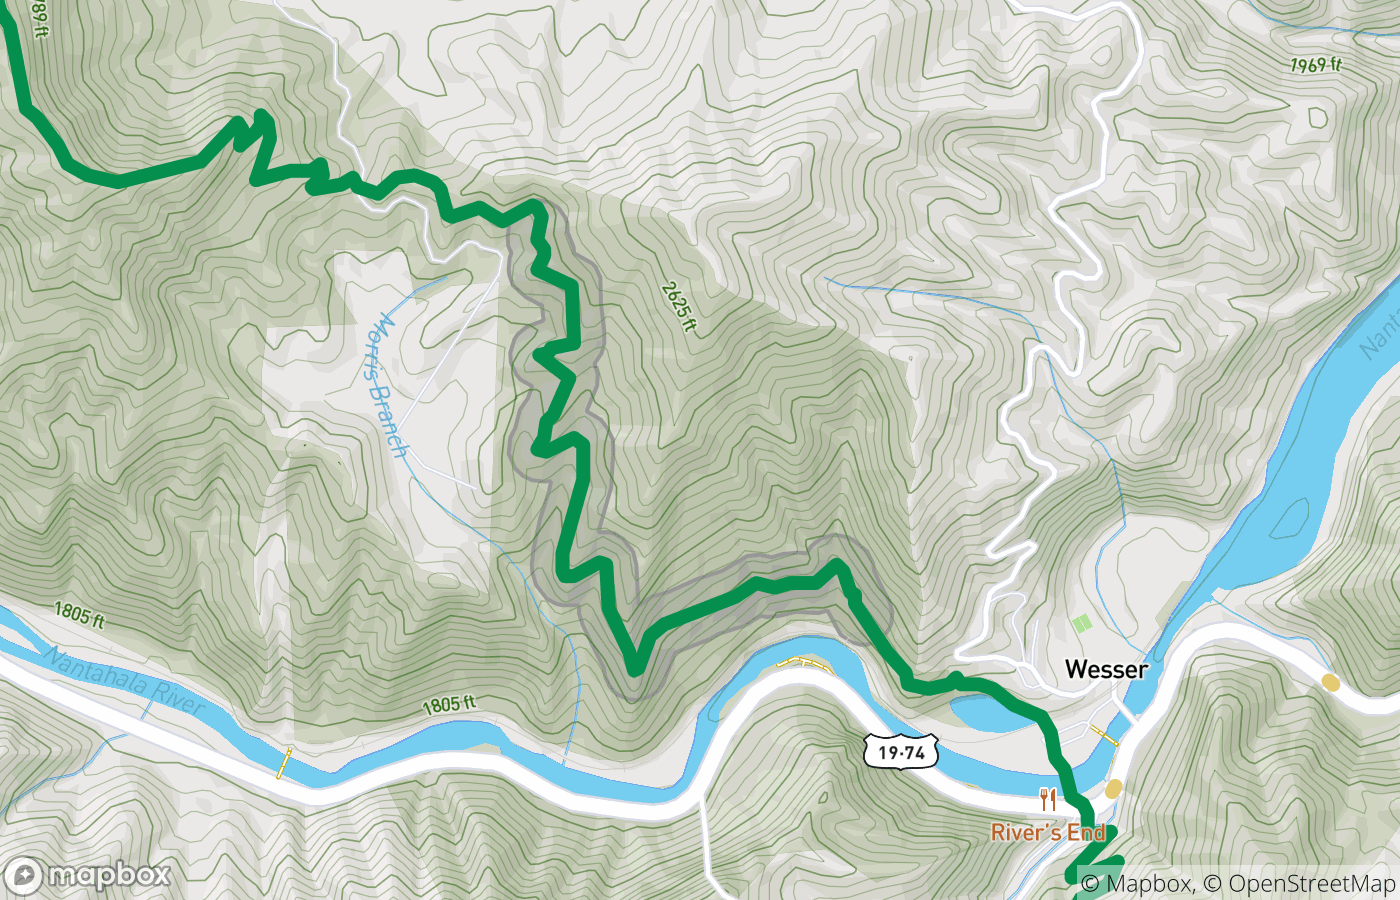 1969 ft
2625 ft
Morris Branch
1805 ft
Nantahala River
1805 ft
Wesser
19·74
River's End
mapbox
© Mapbox, © OpenStreetMap